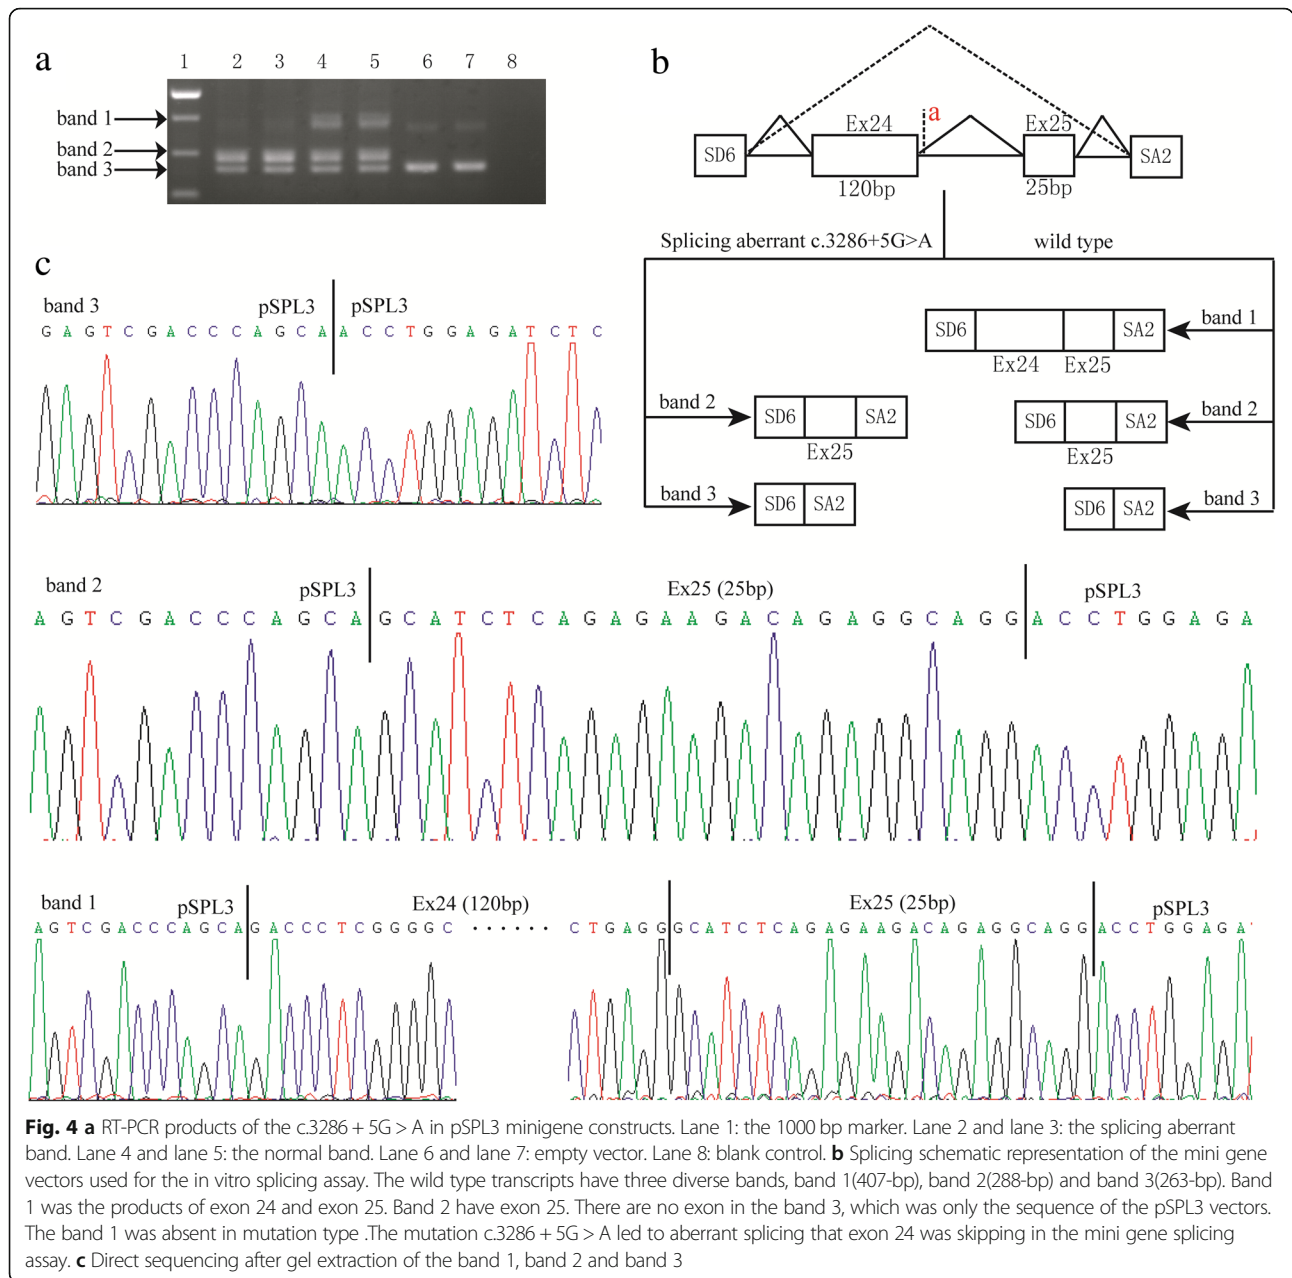 a
1 2 3 4 5 6 7 8
band 1
band 2
band 3
b
a
Ex24
Ex25
SD6
SA2
120bp
25bp
Splicing aberrant c.3286+5G>A
wild type
SD6
SA2
band 1
Ex24 Ex25
band 2
SD6
SA2
Ex25
SD6
SA2
band 2
Ex25
band 3
SD6 SA2
SD6 SA2
band 3
c
band 3
pSPL3
pSPL3
G A G T C G A C C C A G C A A C C T G G A G A T C T C
band 2
pSPL3
Ex25 (25bp)
pSPL3
A G T C G A C C C A G C A G C A T C T C A G A G A A G A C A G A G G C A G G A C C T G G A G A
band 1
pSPL3
Ex24 (120bp)
Ex25 (25bp)
pSPL3
A G T C G A C C C A G C A G A C C C T C G G G G C ······ C T G A G G G C A T C T C A G A G A A G A C A G A G G C A G G A C C T G G A G A
Fig. 4 a RT-PCR products of the c.3286 + 5G > A in pSPL3 minigene constructs. Lane 1: the 1000 bp marker. Lane 2 and lane 3: the splicing aberrant
band. Lane 4 and lane 5: the normal band. Lane 6 and lane 7: empty vector. Lane 8: blank control. b Splicing schematic representation of the mini gene
vectors used for the in vitro splicing assay. The wild type transcripts have three diverse bands, band 1(407-bp), band 2(288-bp) and band 3(263-bp). Band
1 was the products of exon 24 and exon 25. Band 2 have exon 25. There are no exon in the band 3, which was only the sequence of the pSPL3 vectors.
The band 1 was absent in mutation type .The mutation c.3286 + 5G > A led to aberrant splicing that exon 24 was skipping in the mini gene splicing
assay. c Direct sequencing after gel extraction of the band 1, band 2 and band 3